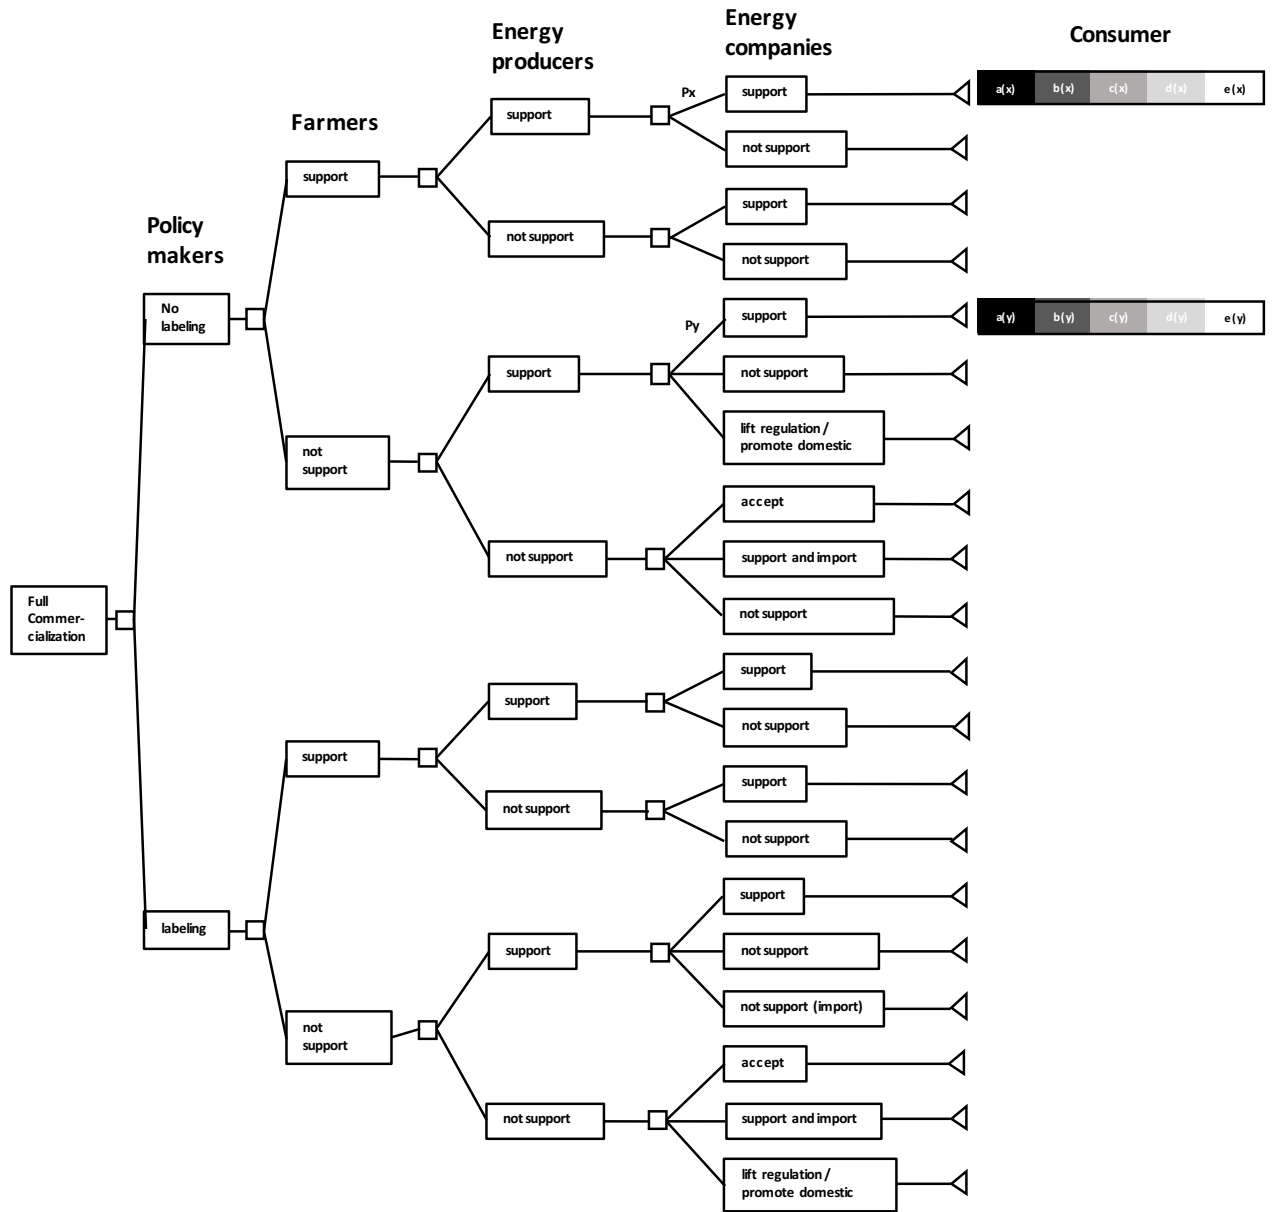 Energy
producers
Energy
companies
Consumer
Farmers
Policy
makers
Px
support
a(x) b(x) c(x) d(x) e(x)
support
not support
support
support
not support
not support
No
labeling
support
a(y) b(y) c(y) d(y) e(y)
Py
support
not support
lift regulation /
promote domestic
not
support
accept
not support
support and import
not support
Full
Commer-
cialization
support
support
not support
support
support
not support
not support
support
labeling
support
not support
not support (import)
not
support
accept
not support
support and import
lift regulation /
promote domestic